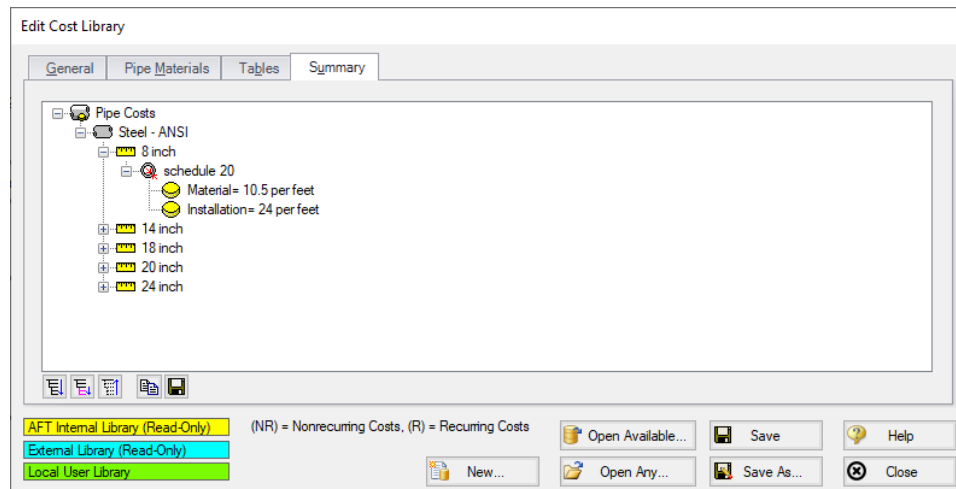 Edit Cost Library
General Pipe Materials Tables Summary
Pipe Costs
Steel - ANSI
8 inch
schedule 20
Material= 10.5 per feet
Installation= 24 per feet
14 inch
18 inch
20 inch
24 inch
AFT Internal Library (Read-Only) (NR) = Nonrecurring Costs, (R) = Recurring Costs Open Available... Save Help
External Library (Read-Only)
Local User Library New... Open Any... Save As... Close